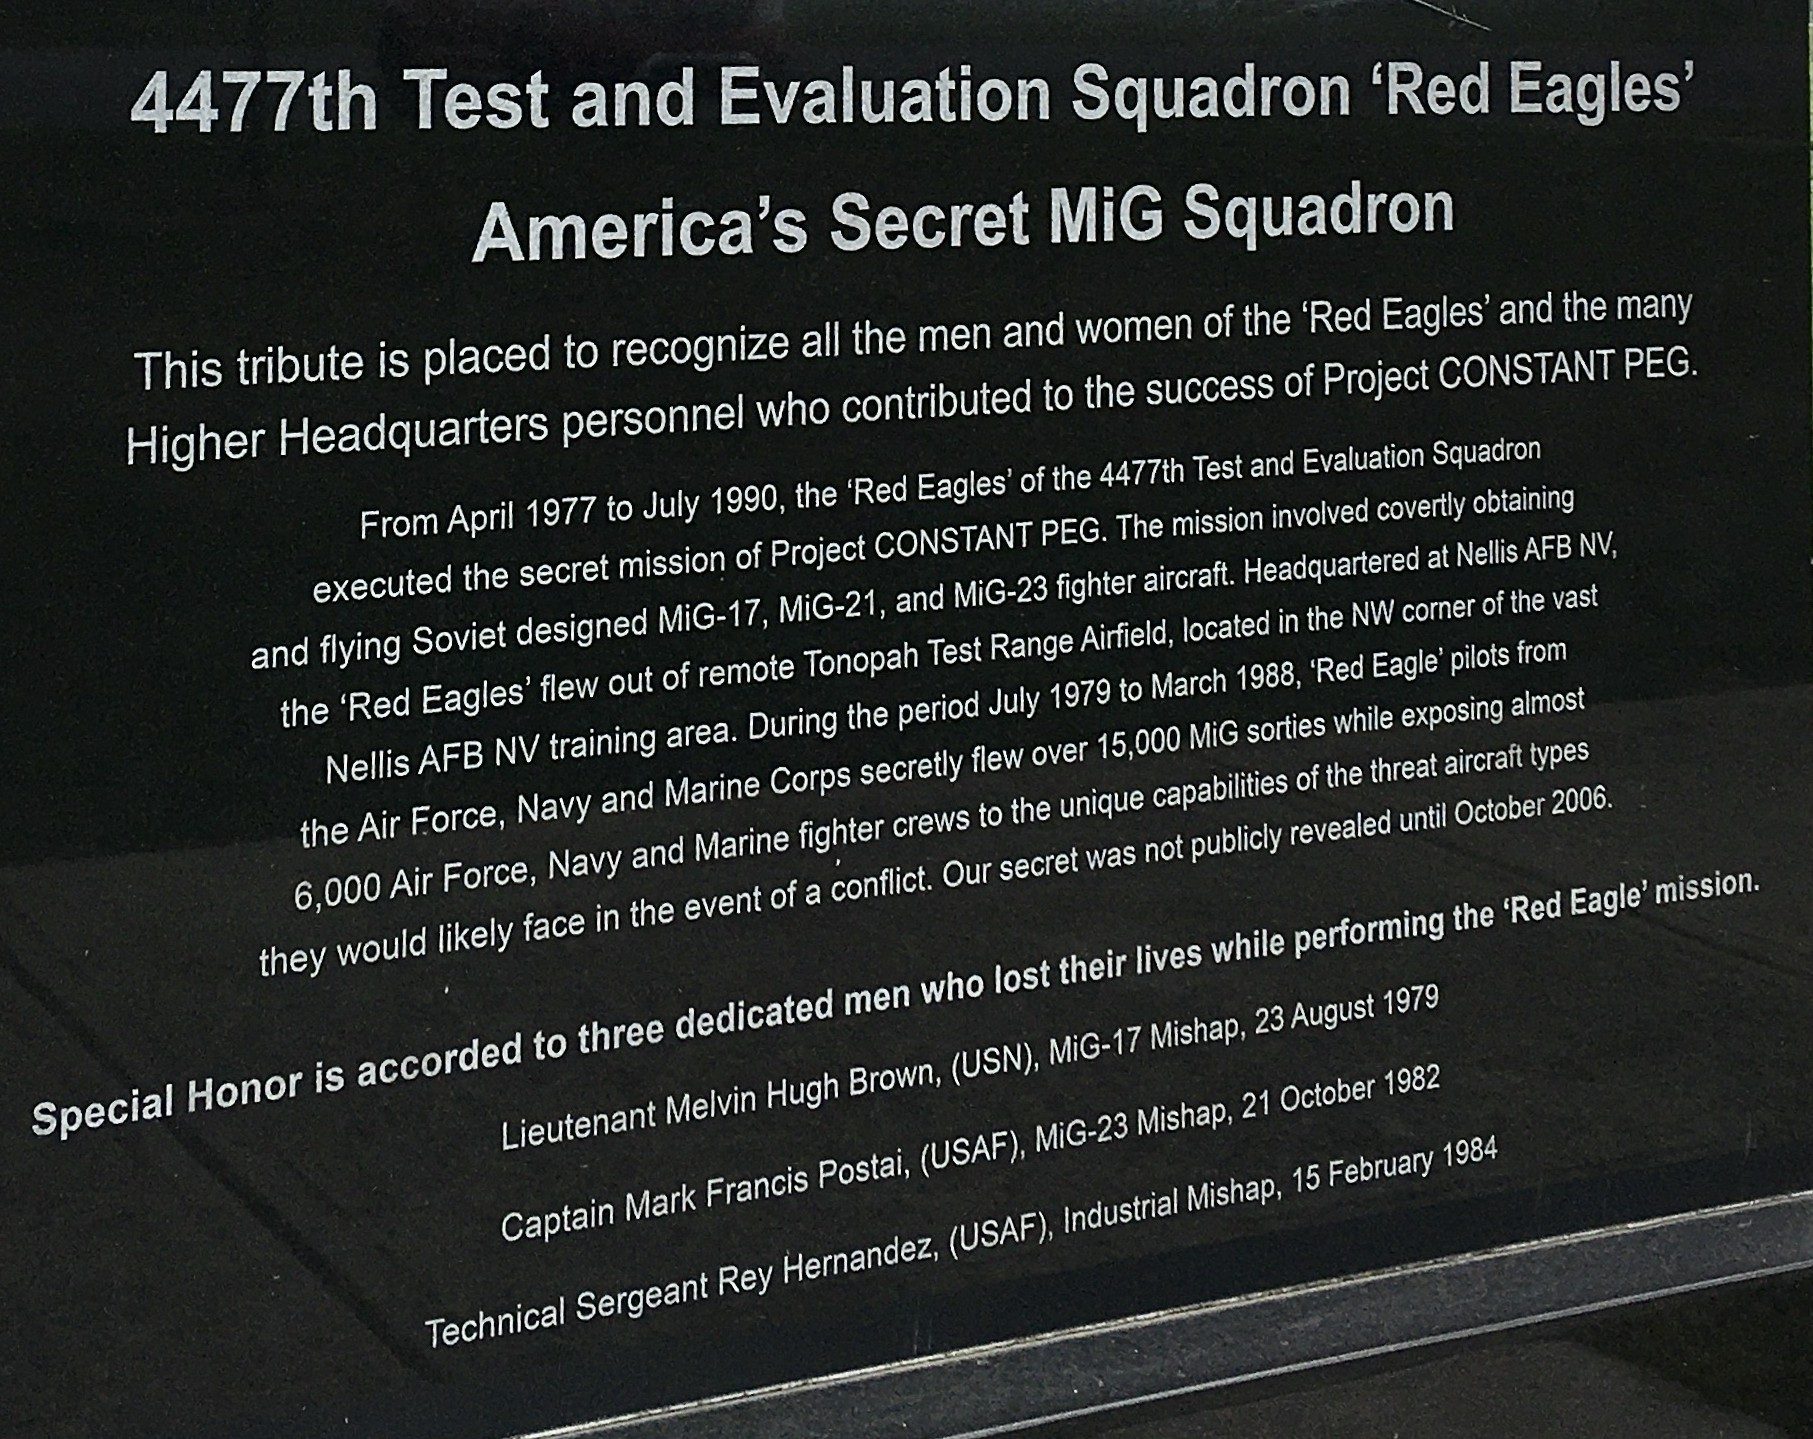 4477th Test and Evaluation Squadron ‘Red Eagles’
America’s Secret MiG Squadron
This tribute is placed to recognize all the men and women of the ‘Red Eagles’ and the many
Higher Headquarters personnel who contributed to the success of Project CONSTANT PEG.
From April 1977 to July 1990, the ‘Red Eagles’ of the 4477th Test and Evaluation Squadron
executed the secret mission of Project CONSTANT PEG. The mission involved covertly obtaining
and flying Soviet designed MiG-17, MiG-21, and MiG-23 fighter aircraft. Headquartered at Nellis AFB NV,
the ‘Red Eagles’ flew out of remote Tonopah Test Range Airfield, located in the NW corner of the vast
Nellis AFB NV training area. During the period July 1979 to March 1988, ‘Red Eagle’ pilots from
the Air Force, Navy and Marine Corps secretly flew over 15,000 MiG sorties while exposing almost
6,000 Air Force, Navy and Marine fighter crews to the unique capabilities of the threat aircraft types
they would likely face in the event of a conflict. Our secret was not publicly revealed until October 2006.
Special Honor is accorded to three dedicated men who lost their lives while performing the ‘Red Eagle’ mission.
Lieutenant Melvin Hugh Brown, (USN), MiG-17 Mishap, 23 August 1979
Captain Mark Francis Postai, (USAF), MiG-23 Mishap, 21 October 1982
Technical Sergeant Rey Hernandez, (USAF), Industrial Mishap, 15 February 1984